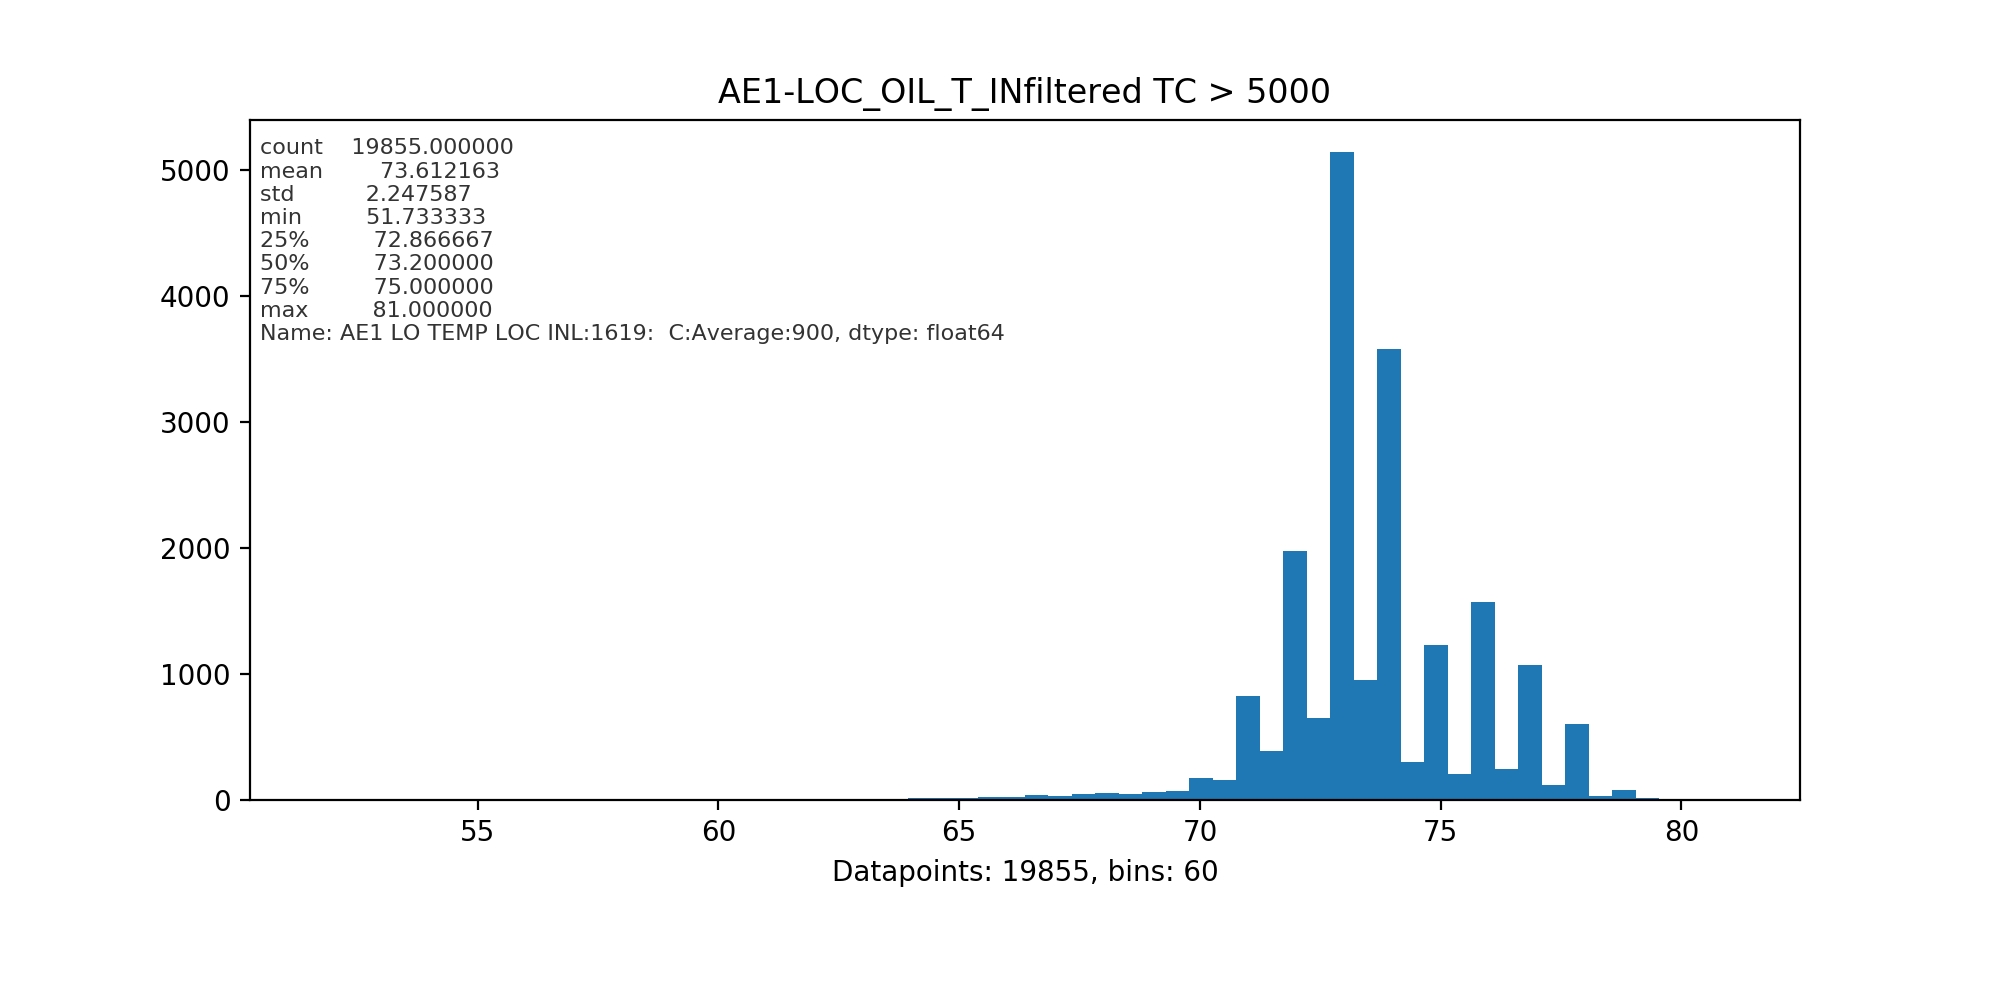 AE1-LOC_OIL_T_INfiltered TC > 5000
count 19855.000000
mean 73.612163
std 2.247587
min 51.733333
25% 72.866667
50% 73.200000
75% 75.000000
max 81.000000
Name: AE1 LO TEMP LOC INL:1619:  C:Average:900, dtype: float64
5000
4000
3000
2000
1000
0
55 60 65 70 75 80
Datapoints: 19855, bins: 60